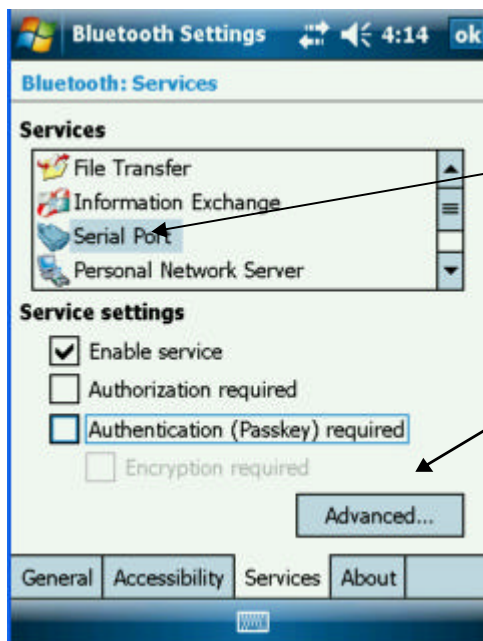 Bluetooth Settings 4:14 ok
Bluetooth: Services
Services
File Transfer
Information Exchange
Serial Port
Personal Network Server
Service settings
Enable service
Authorization required
Authentication (Passkey) required
Encryption required
Advanced...
General Accessibility Services About